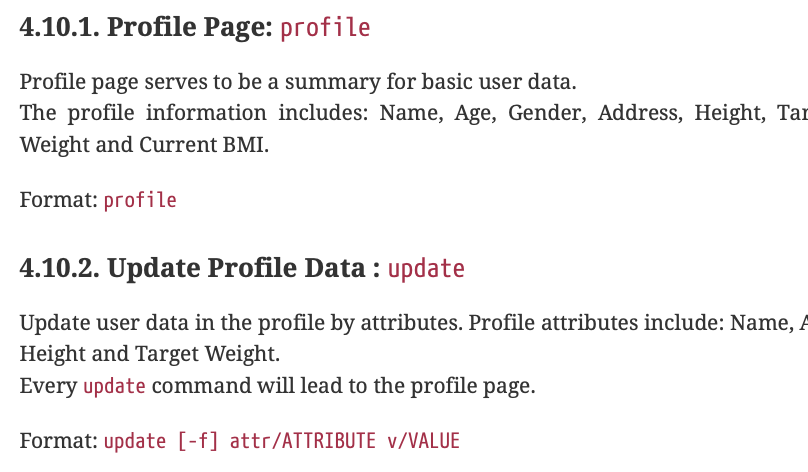 4.10.1. Profile Page: profile
Profile page serves to be a summary for basic user data.
The profile information includes: Name, Age, Gender, Address, Height,
Weight and Current BMI.
Format: profile
4.10.2. Update Profile Data : update
Update user data in the profile by attributes. Profile attributes include: Name,
Height and Target Weight.
Every update command will lead to the profile page.
Format: update [-f] attr/ATTRIBUTE v/VALUE